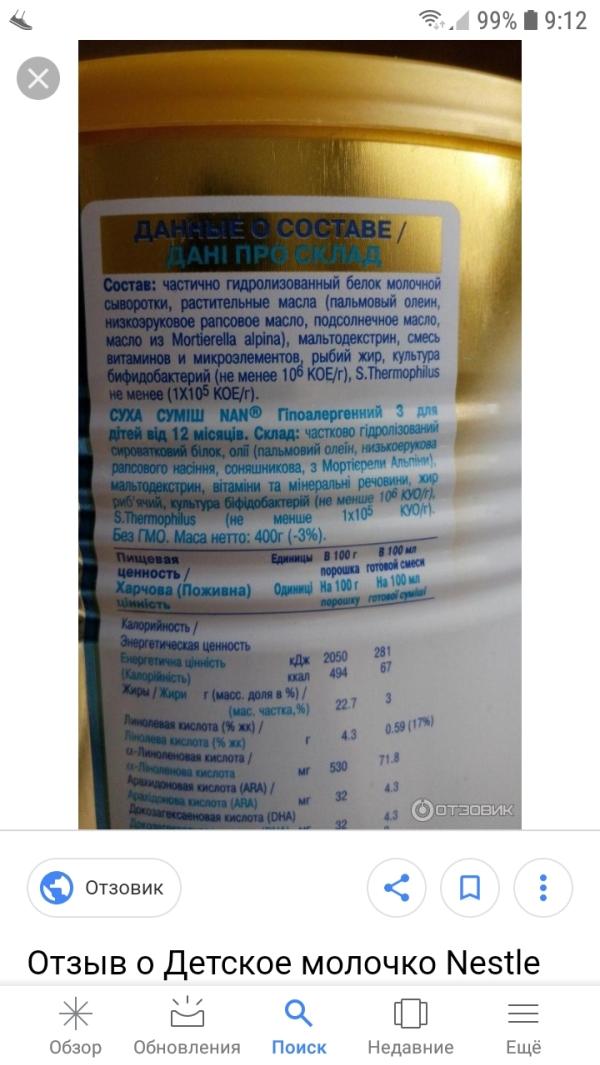 99% 9:12
ДАННЫЕ О СОСТАВЕ /
ДАНІ ПРО СКЛАД
Состав: частично гидролизованный белок молочной
сыворотки, растительные масла (пальмовый олеин,
низкоэруковое рапсовое масло, подсолнечное масло,
масло из Mortierella alpina), мальтодекстрин, смесь
витаминов и микроэлементов, рыбий жир, культура
бифидобактерий (не менее 10⁶ КОЕ/г), S.Thermophilus
не менее (1X10⁵ КОЕ/г).
СУХА СУМІШ NAN® Гіпоалергенний 3 для
дітей від 12 місяців. Склад: частково гідролізований
сироватковий білок, олії (пальмовий олеїн, низькоерукова
рапсового насіння, соняшникова, з Мортієрели Альпіни),
мальтодекстрин, вітаміни та мінеральні речовини, жир
риб'ячий, культура біфідобактерій (не менше 10⁶ КУО/г),
S.Thermophilus (не менше 1x10⁵ КУО/г).
Без ГМО. Маса нетто: 400г (-3%).
Пищевая Единицы В 100 г В 100 мл
ценность / порошка готовой смеси
Харчова (Поживна) Одиниці На 100 г На 100 мл
цінність порошку готової суміші
Калорийность /
Энергетическая ценность
Енергетична цінність кДж 2050 281
(Калорійність) ккал 494 67
Жиры / Жири г (масс. доля в %) /
(мас. частка,%) 22.7 3
Линолевая кислота (% жк) /
Лінолева кислота (% жк) г 4.3 0.59 (17%)
α-Линоленовая кислота /
α-Ліноленова кислота мг 530 71.8
Арахидоновая кислота (ARA) /
Арахідонова кислота (ARA) мг 32 4.3
Докозагексаеновая кислота (DHA)
мг 32 4.3
ОТЗОВИК
Отзовик
Отзыв о Детское молочко Nestle
Обзор Обновления Поиск Недавние Ещё